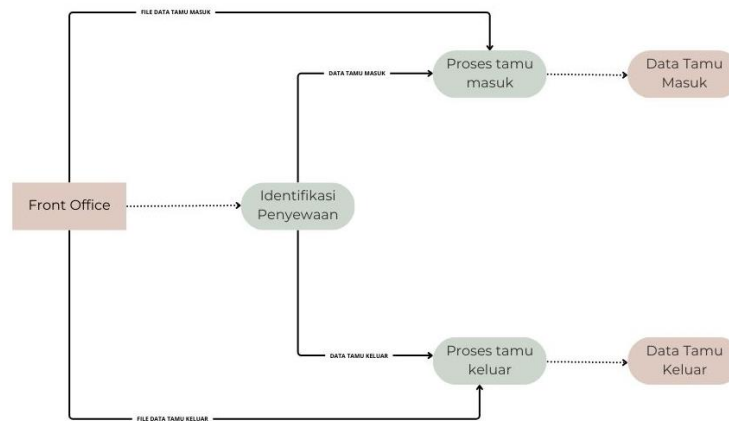 FILE DATA TAMU MASUK
Proses tamu
masuk
Data Tamu
Masuk
DATA TAMU MASUK
Front Office
Identifikasi
Penyewaan
Proses tamu
keluar
Data Tamu
Keluar
DATA TAMU KELUAR
FILE DATA TAMU KELUAR